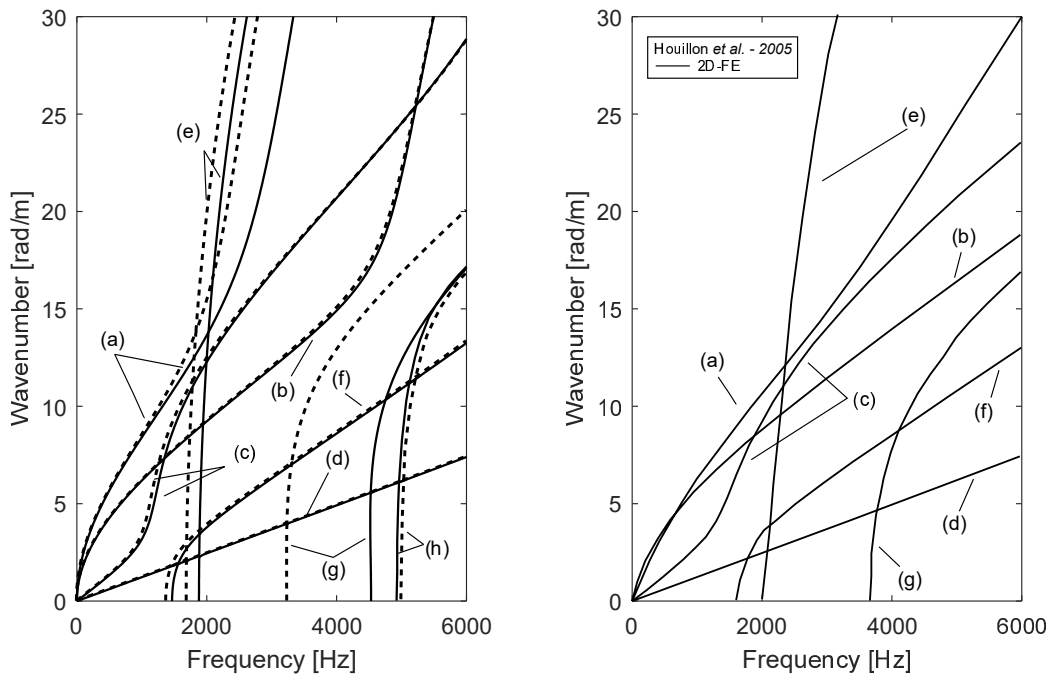 30
25
20
15
10
5
0
Wavenumber [rad/m]
(e)
(a)
(b)
(f)
(c)
(d)
(g)
(h)
0 2000 4000 6000
Frequency [Hz]
30
25
20
15
10
5
0
Wavenumber [rad/m]
Houillon et al. - 2005
2D-FE
(e)
(b)
(a)
(c)
(f)
(d)
(g)
0 2000 4000 6000
Frequency [Hz]